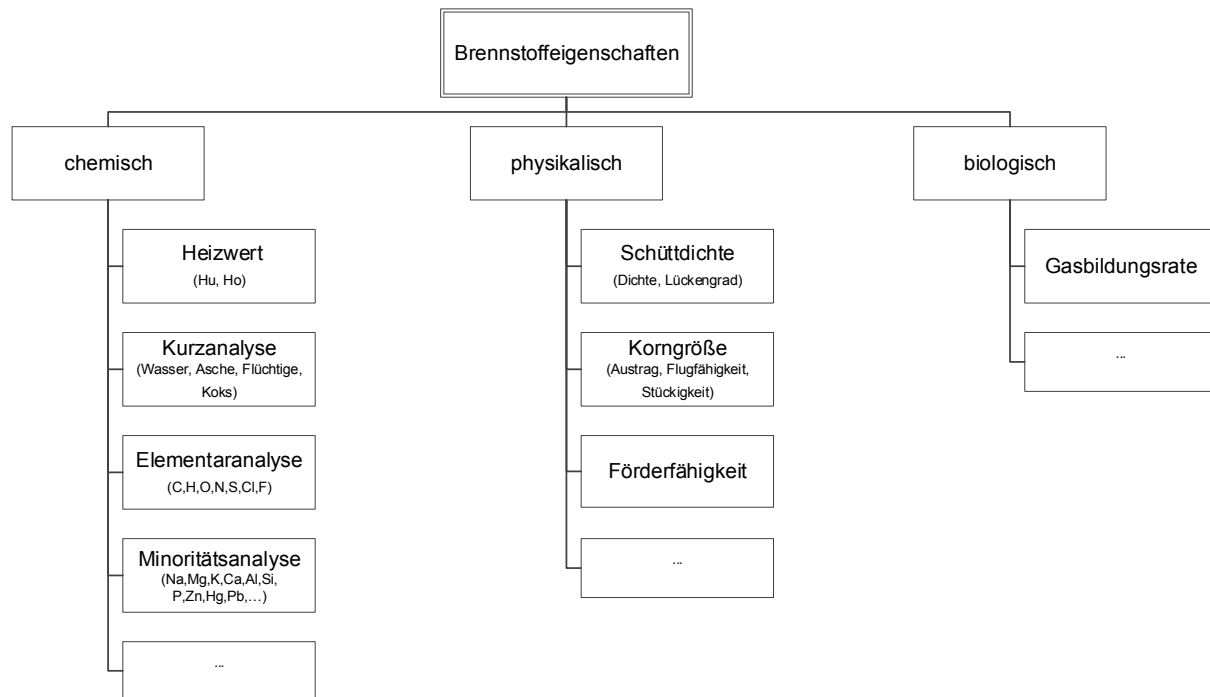 Brennstoffeigenschaften
chemisch
physikalisch
biologisch
Heizwert
(Hu, Ho)
Kurzanalyse
(Wasser, Asche, Flüchtige,
Koks)
Elementaranalyse
(C,H,O,N,S,Cl,F)
Minoritätsanalyse
(Na,Mg,K,Ca,Al,Si,
P,Zn,Hg,Pb,…)
...
Schüttdichte
(Dichte, Lückengrad)
Korngröße
(Austrag, Flugfähigkeit,
Stückigkeit)
Förderfähigkeit
...
Gasbildungsrate
...